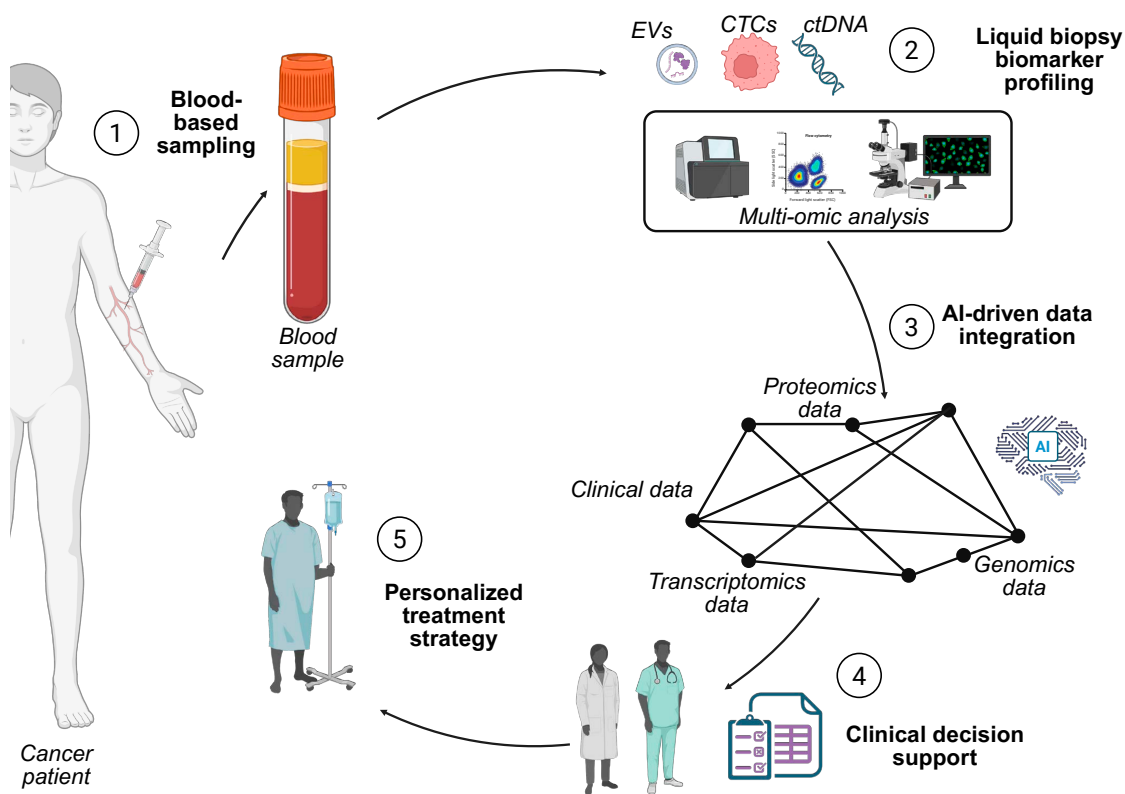 1
Blood-
based
sampling
Blood
sample
Cancer
patient
EVs
CTCs
ctDNA
2
Liquid biopsy
biomarker
profiling
Flow cytometry
Multi-omic analysis
3
AI-driven data
integration
Proteomics
data
AI
Clinical data
Transcriptomics
data
Genomics
data
4
Clinical decision
support
5
Personalized
treatment
strategy